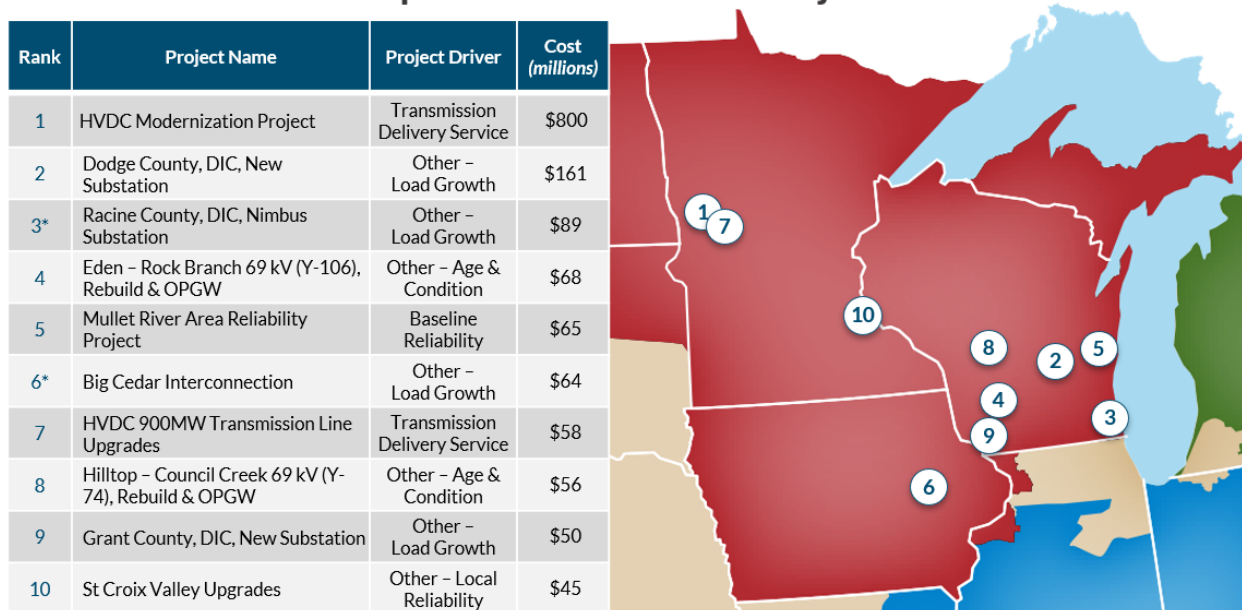 Rank
Project Name
Project Driver
Cost
(millions)
1
HVDC Modernization Project
Transmission
Delivery Service
$800
2
Dodge County, DIC, New
Substation
Other –
Load Growth
$161
3*
Racine County, DIC, Nimbus
Substation
Other –
Load Growth
$89
4
Eden – Rock Branch 69 kV (Y-106),
Rebuild & OPGW
Other – Age &
Condition
$68
5
Mullet River Area Reliability
Project
Baseline
Reliability
$65
6*
Big Cedar Interconnection
Other –
Load Growth
$64
7
HVDC 900MW Transmission Line
Upgrades
Transmission
Delivery Service
$58
8
Hilltop – Council Creek 69 kV (Y-
74), Rebuild & OPGW
Other – Age &
Condition
$56
9
Grant County, DIC, New Substation
Other –
Load Growth
$50
10
St Croix Valley Upgrades
Other – Local
Reliability
$45
1
7
10
8
2
5
4
3
9
6